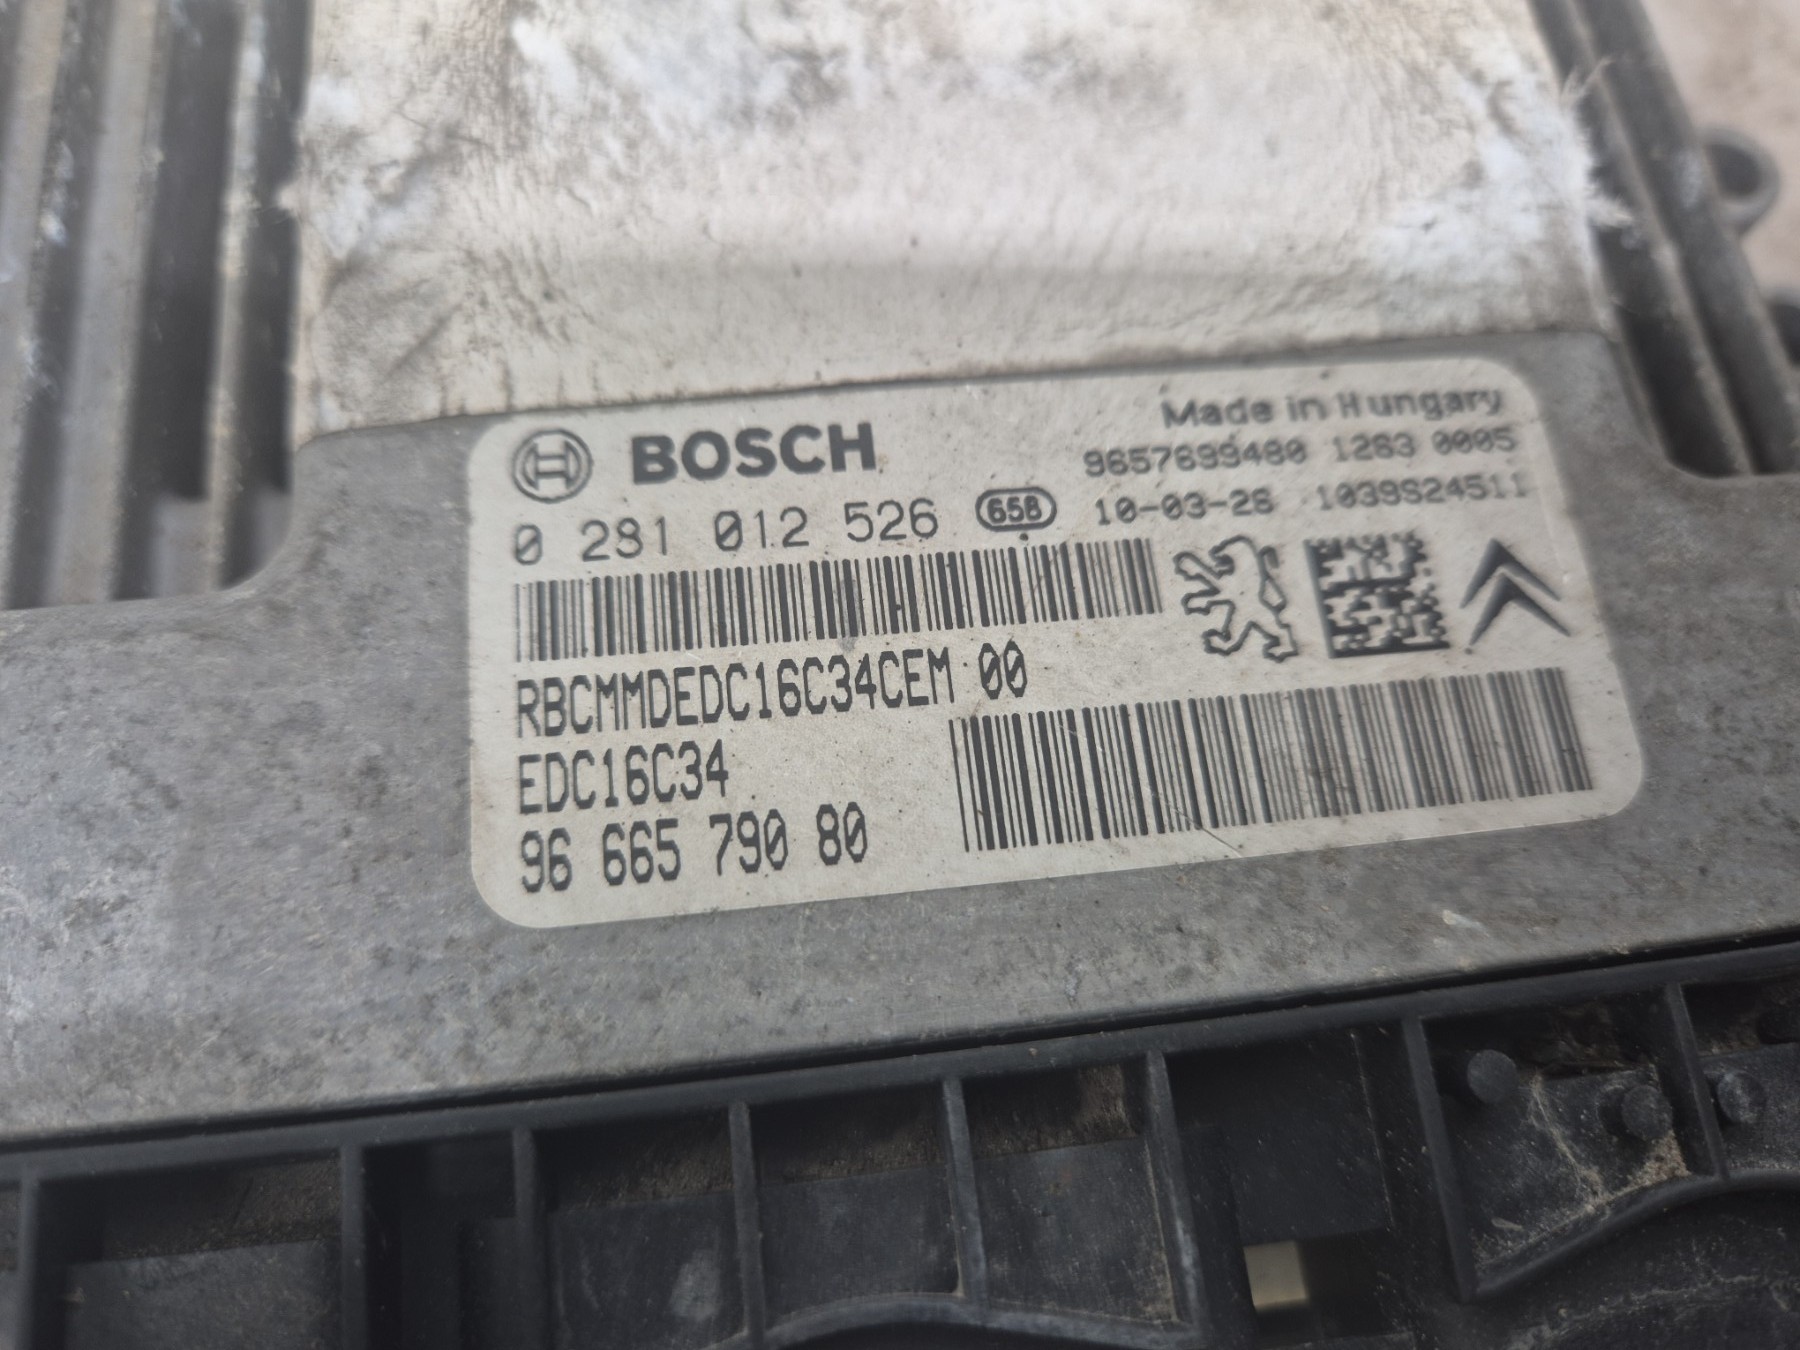 BOSCH
Made in Hungary
9657699480 1263 0005
0 281 012 526 658 10-03-26 1039S24511
RBCMMDEDC16C34CEM 00
EDC16C34
96 665 790 80